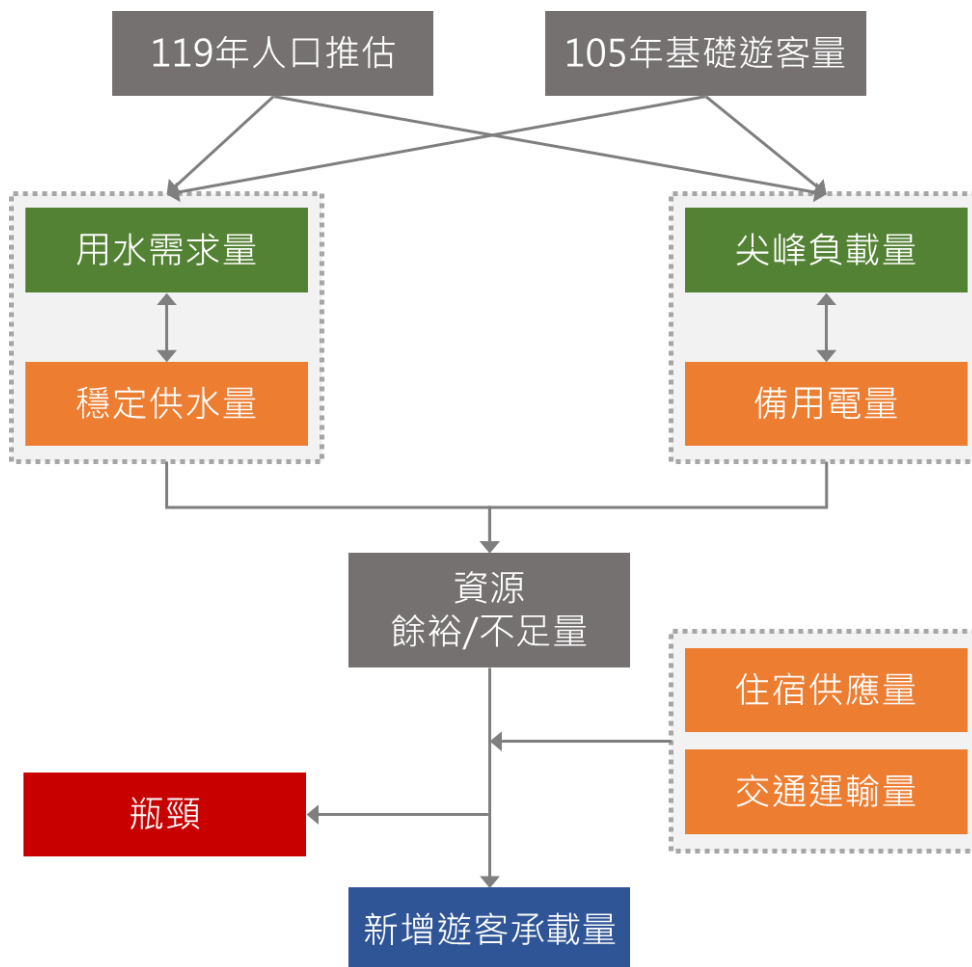 119年人口推估
105年基礎遊客量
用水需求量
尖峰負載量
穩定供水量
備用電量
資源
餘裕/不足量
住宿供應量
交通運輸量
瓶頸
新增遊客承載量